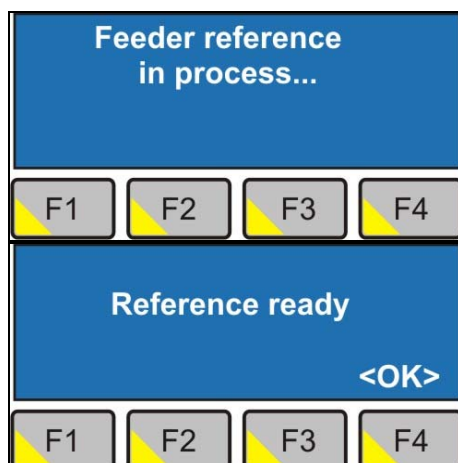 Feeder reference
in process...
F1 F2 F3 F4
Reference ready
<OK>
F1 F2 F3 F4